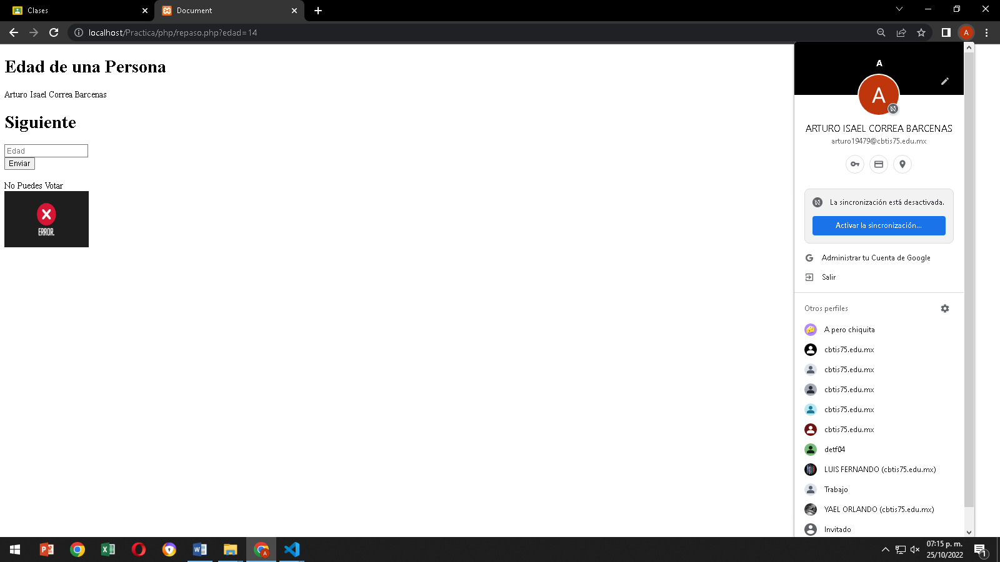 Clases
Document
localhost/Practica/php/repaso.php?edad=14
A
Edad de una Persona
Arturo Isael Correa Barcenas
Siguiente
Edad
Enviar
No Puedes Votar
ERROR.
A
A
ARTURO ISAEL CORREA BARCENAS
arturo19479@cbtis75.edu.mx
La sincronización está desactivada.
Activar la sincronización...
G Administrar tu Cuenta de Google
Salir
Otros perfiles
A pero chiquita
cbtis75.edu.mx
cbtis75.edu.mx
cbtis75.edu.mx
cbtis75.edu.mx
cbtis75.edu.mx
detf04
LUIS FERNANDO (cbtis75.edu.mx)
Trabajo
YAEL ORLANDO (cbtis75.edu.mx)
Invitado
07:15 p. m.
25/10/2022
1